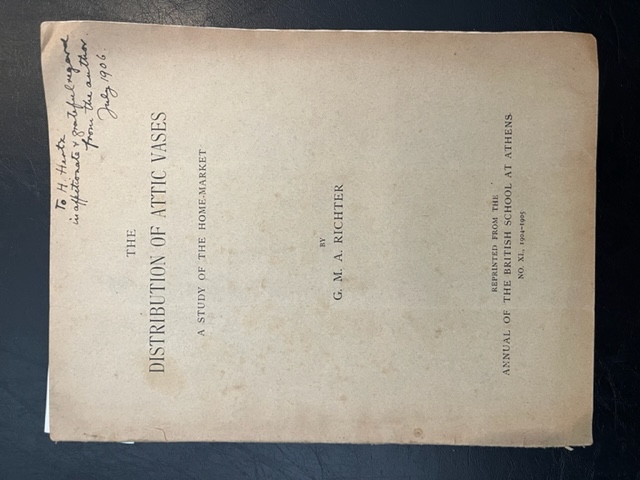 To H. Hertz
in affectionate & grateful regard
from the author.
July 1906.
THE
DISTRIBUTION OF ATTIC VASES
A STUDY OF THE HOME-MARKET
BY
G. M. A. RICHTER
REPRINTED FROM THE
ANNUAL OF THE BRITISH SCHOOL AT ATHENS
NO. XI, 1904-1905